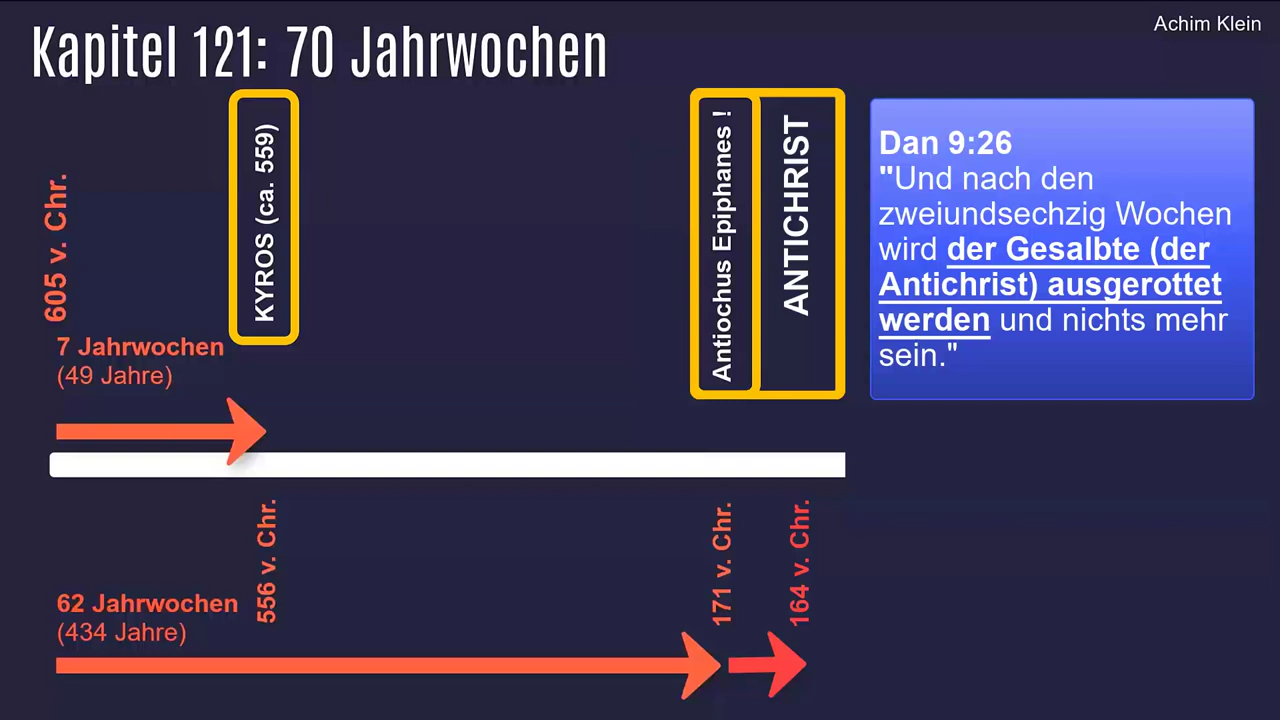 Achim Klein
Kapitel 121: 70 Jahrwochen
605 v. Chr.
KYROS (ca. 559)
Antiochus Epiphanes !
ANTICHRIST
Dan 9:26
"Und nach den
zweiundsechzig Wochen
wird der Gesalbte (der
Antichrist) ausgerottet
werden und nichts mehr
sein."
7 Jahrwochen
(49 Jahre)
556 v. Chr.
171 v. Chr.
164 v. Chr.
62 Jahrwochen
(434 Jahre)